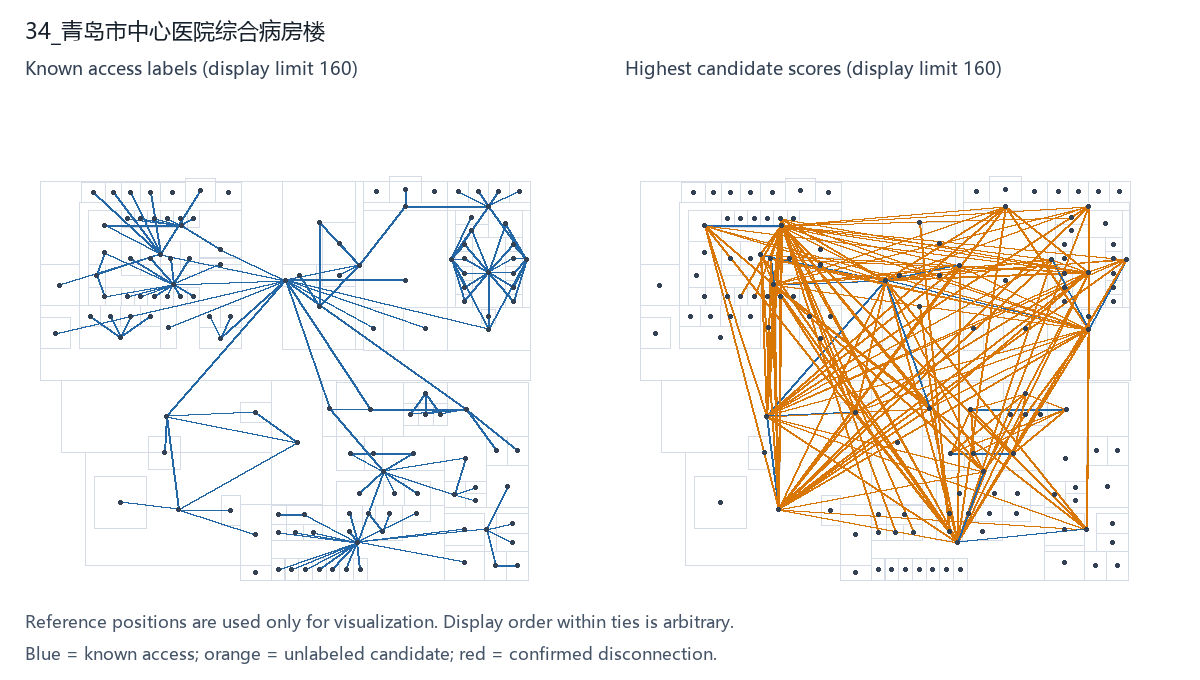 34_青岛市中心医院综合病房楼
Known access labels (display limit 160)
Highest candidate scores (display limit 160)
Reference positions are used only for visualization. Display order within ties is arbitrary.
Blue = known access; orange = unlabeled candidate; red = confirmed disconnection.